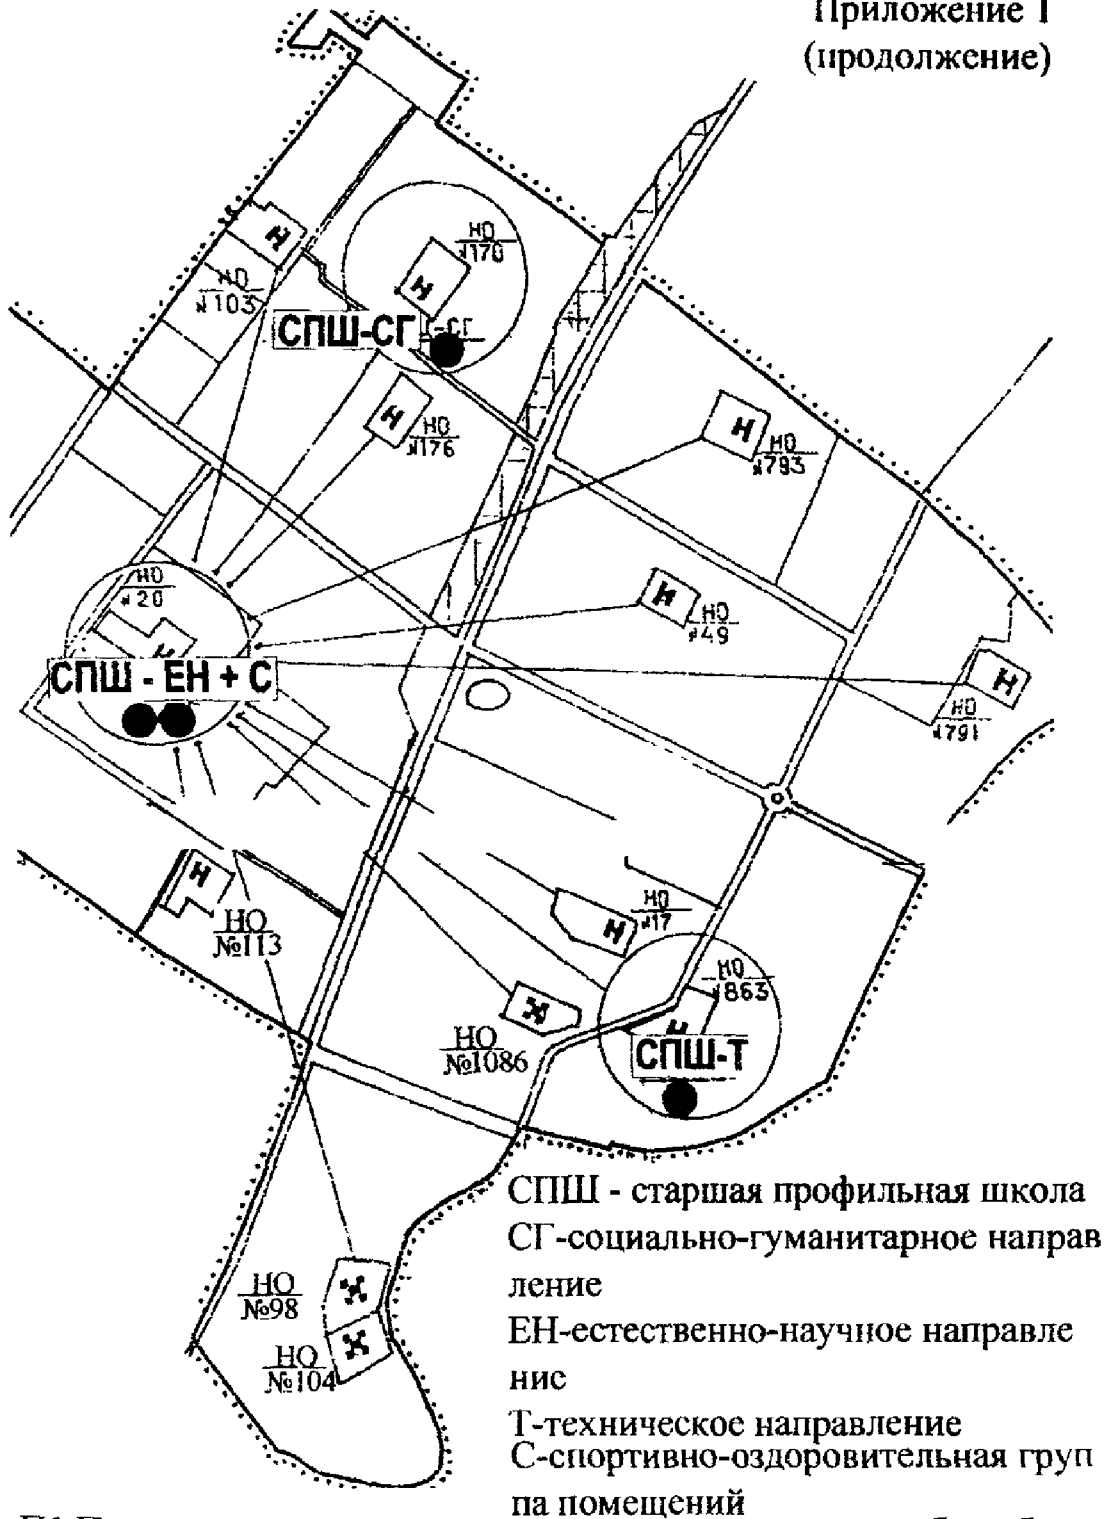 Приложение 1
(продолжение)
НО
№170
НО
№103
СПШ-СГ
-СГ
НО
№176
НО
№793
НО
№20
НО
№49
СПШ - ЕН + С
НО
№791
НО
№17
НО
№113
НО
№863
НО
№1086
СПШ-Т
СПШ - старшая профильная школа
СГ-социально-гуманитарное направ
ление
НО
№98
ЕН-естественно-научное направле
ние
НО
№104
Т-техническое направление
С-спортивно-оздоровительная груп
па помещений